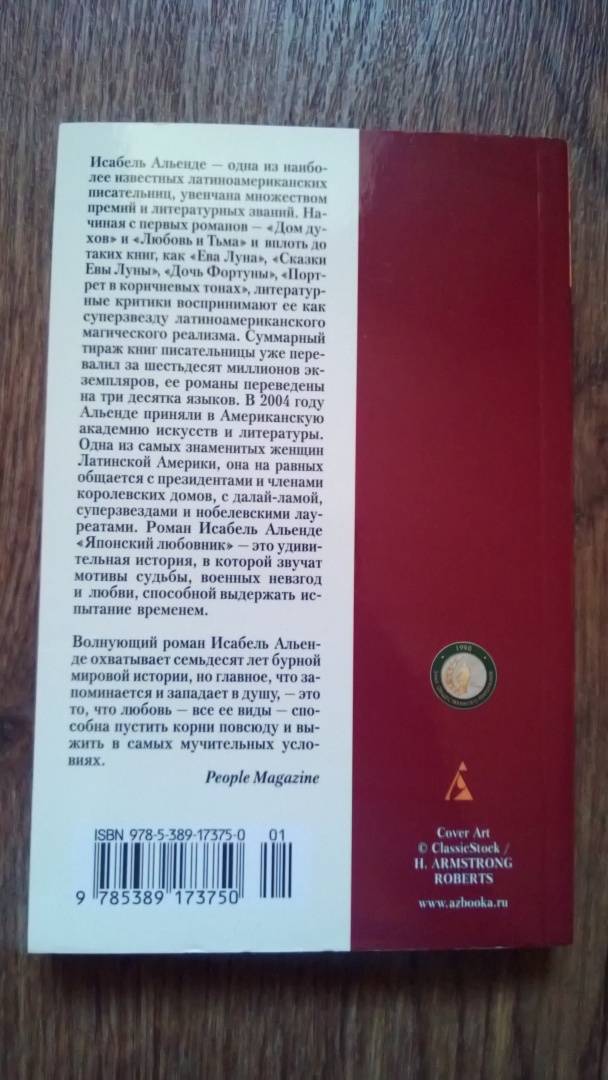 Исабель Альенде — одна из наибо-
лее известных латиноамериканских
писательниц, увенчана множеством
премий и литературных званий. На-
чиная с первых романов — «Дом ду-
хов» и «Любовь и Тьма» и вплоть до
таких книг, как «Ева Луна», «Сказки
Евы Луны», «Дочь Фортуны», «Порт-
рет в коричневых тонах», литератур-
ные критики воспринимают ее как
суперзвезду латиноамериканского
магического реализма. Суммарный
тираж книг писательницы уже пере-
валил за шестьдесят миллионов эк-
земпляров, ее романы переведены
на три десятка языков. В 2004 году
Альенде приняли в Американскую
академию искусств и литературы.
Одна из самых знаменитых женщин
Латинской Америки, она на равных
общается с президентами и членами
королевских домов, с далай-ламой,
суперзвездами и нобелевскими лау-
реатами. Роман Исабель Альенде
«Японский любовник» — это удиви-
тельная история, в которой звучат
мотивы судьбы, военных невзгод
и любви, способной выдержать ис-
пытание временем.
Волнующий роман Исабель Альен-
де охватывает семьдесят лет бурной
мировой истории, но главное, что за-
поминается и западает в душу, — это
то, что любовь — все ее виды — спо-
собна пустить корни повсюду и вы-
жить в самых мучительных усло-
виях.
People Magazine
ISBN 978-5-389-17375-0 01
9 785389 173750
1998
Cover Art
© ClassicStock /
H. ARMSTRONG
ROBERTS
www.azbooka.ru